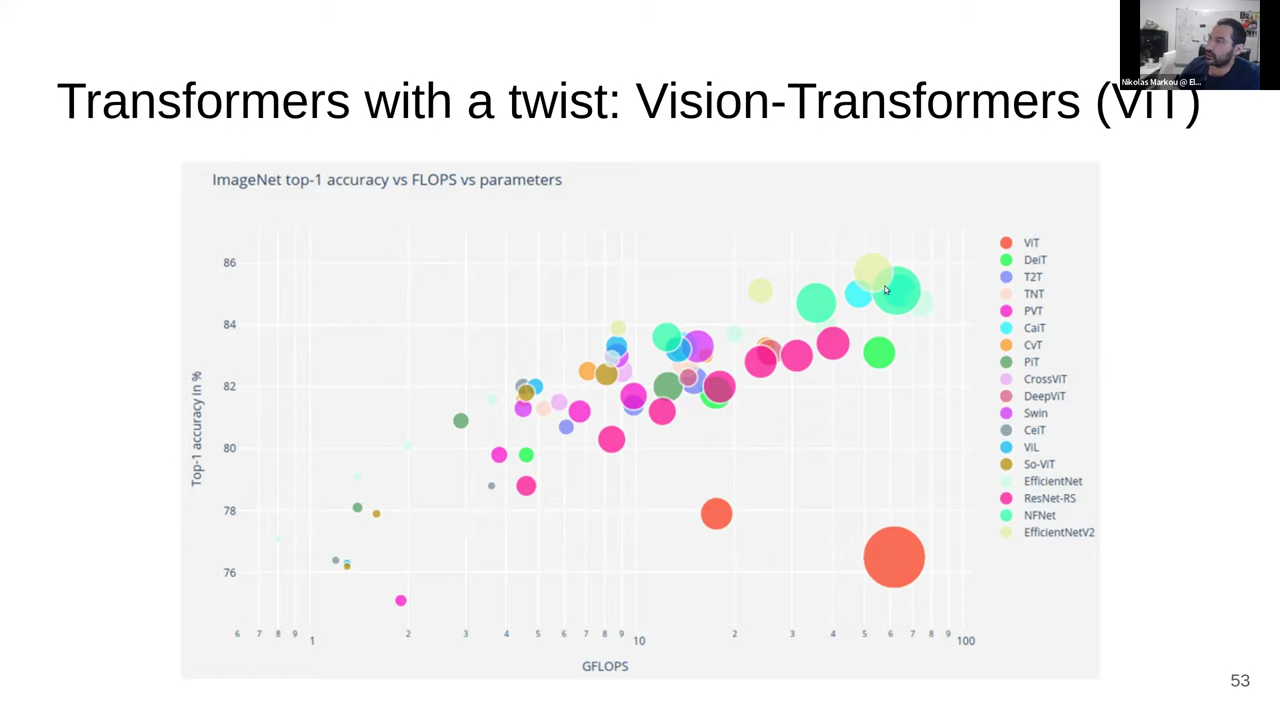 Nikolas Markou @ El...
Transformers with a twist: Vision-Transformers (ViT)
ImageNet top-1 accuracy vs FLOPS vs parameters
Top-1 accuracy in %
86
84
82
80
78
76
6 7 8 9 1 2 3 4 5 6 7 8 9 10 2 3 4 5 6 7 8 9 100
GFLOPS
ViT
DeiT
T2T
TNT
PVT
CaiT
CvT
PiT
CrossViT
DeepViT
Swin
CeiT
ViL
So-ViT
EfficientNet
ResNet-RS
NFNet
EfficientNetV2
53